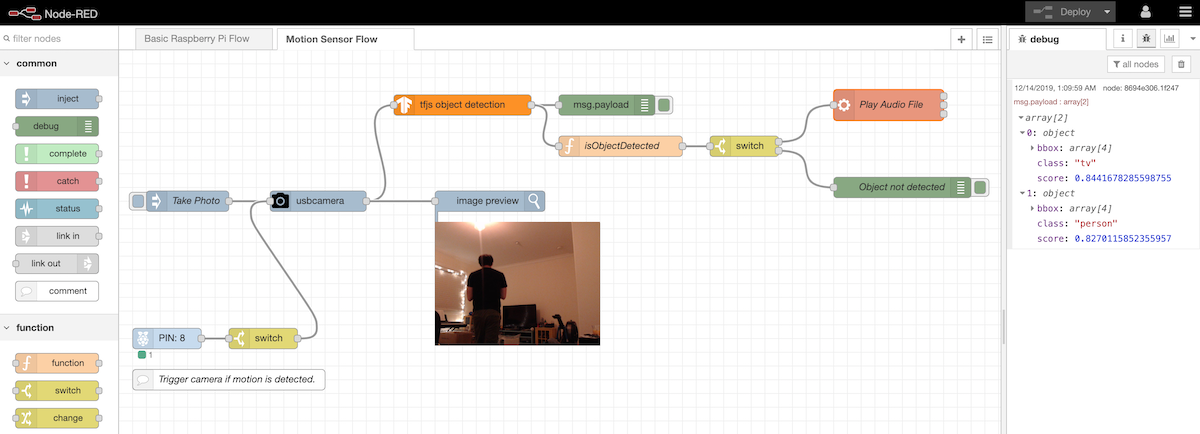 Node-RED
Deploy
filter nodes
common
inject
debug
complete
catch
status
link in
link out
comment
function
function
switch
change
Basic Raspberry Pi Flow
Motion Sensor Flow
tfjs object detection
msg.payload
Play Audio File
isObjectDetected
switch
Object not detected
Take Photo
usbcamera
image preview
PIN: 8
switch
1
Trigger camera if motion is detected.
debug
i
all nodes
12/14/2019, 1:09:59 AM node: 8694e306.1f247
msg.payload : array[2]
array[2]
0: object
bbox: array[4]
class: "tv"
score: 0.8441678285598755
1: object
bbox: array[4]
class: "person"
score: 0.8270115852355957